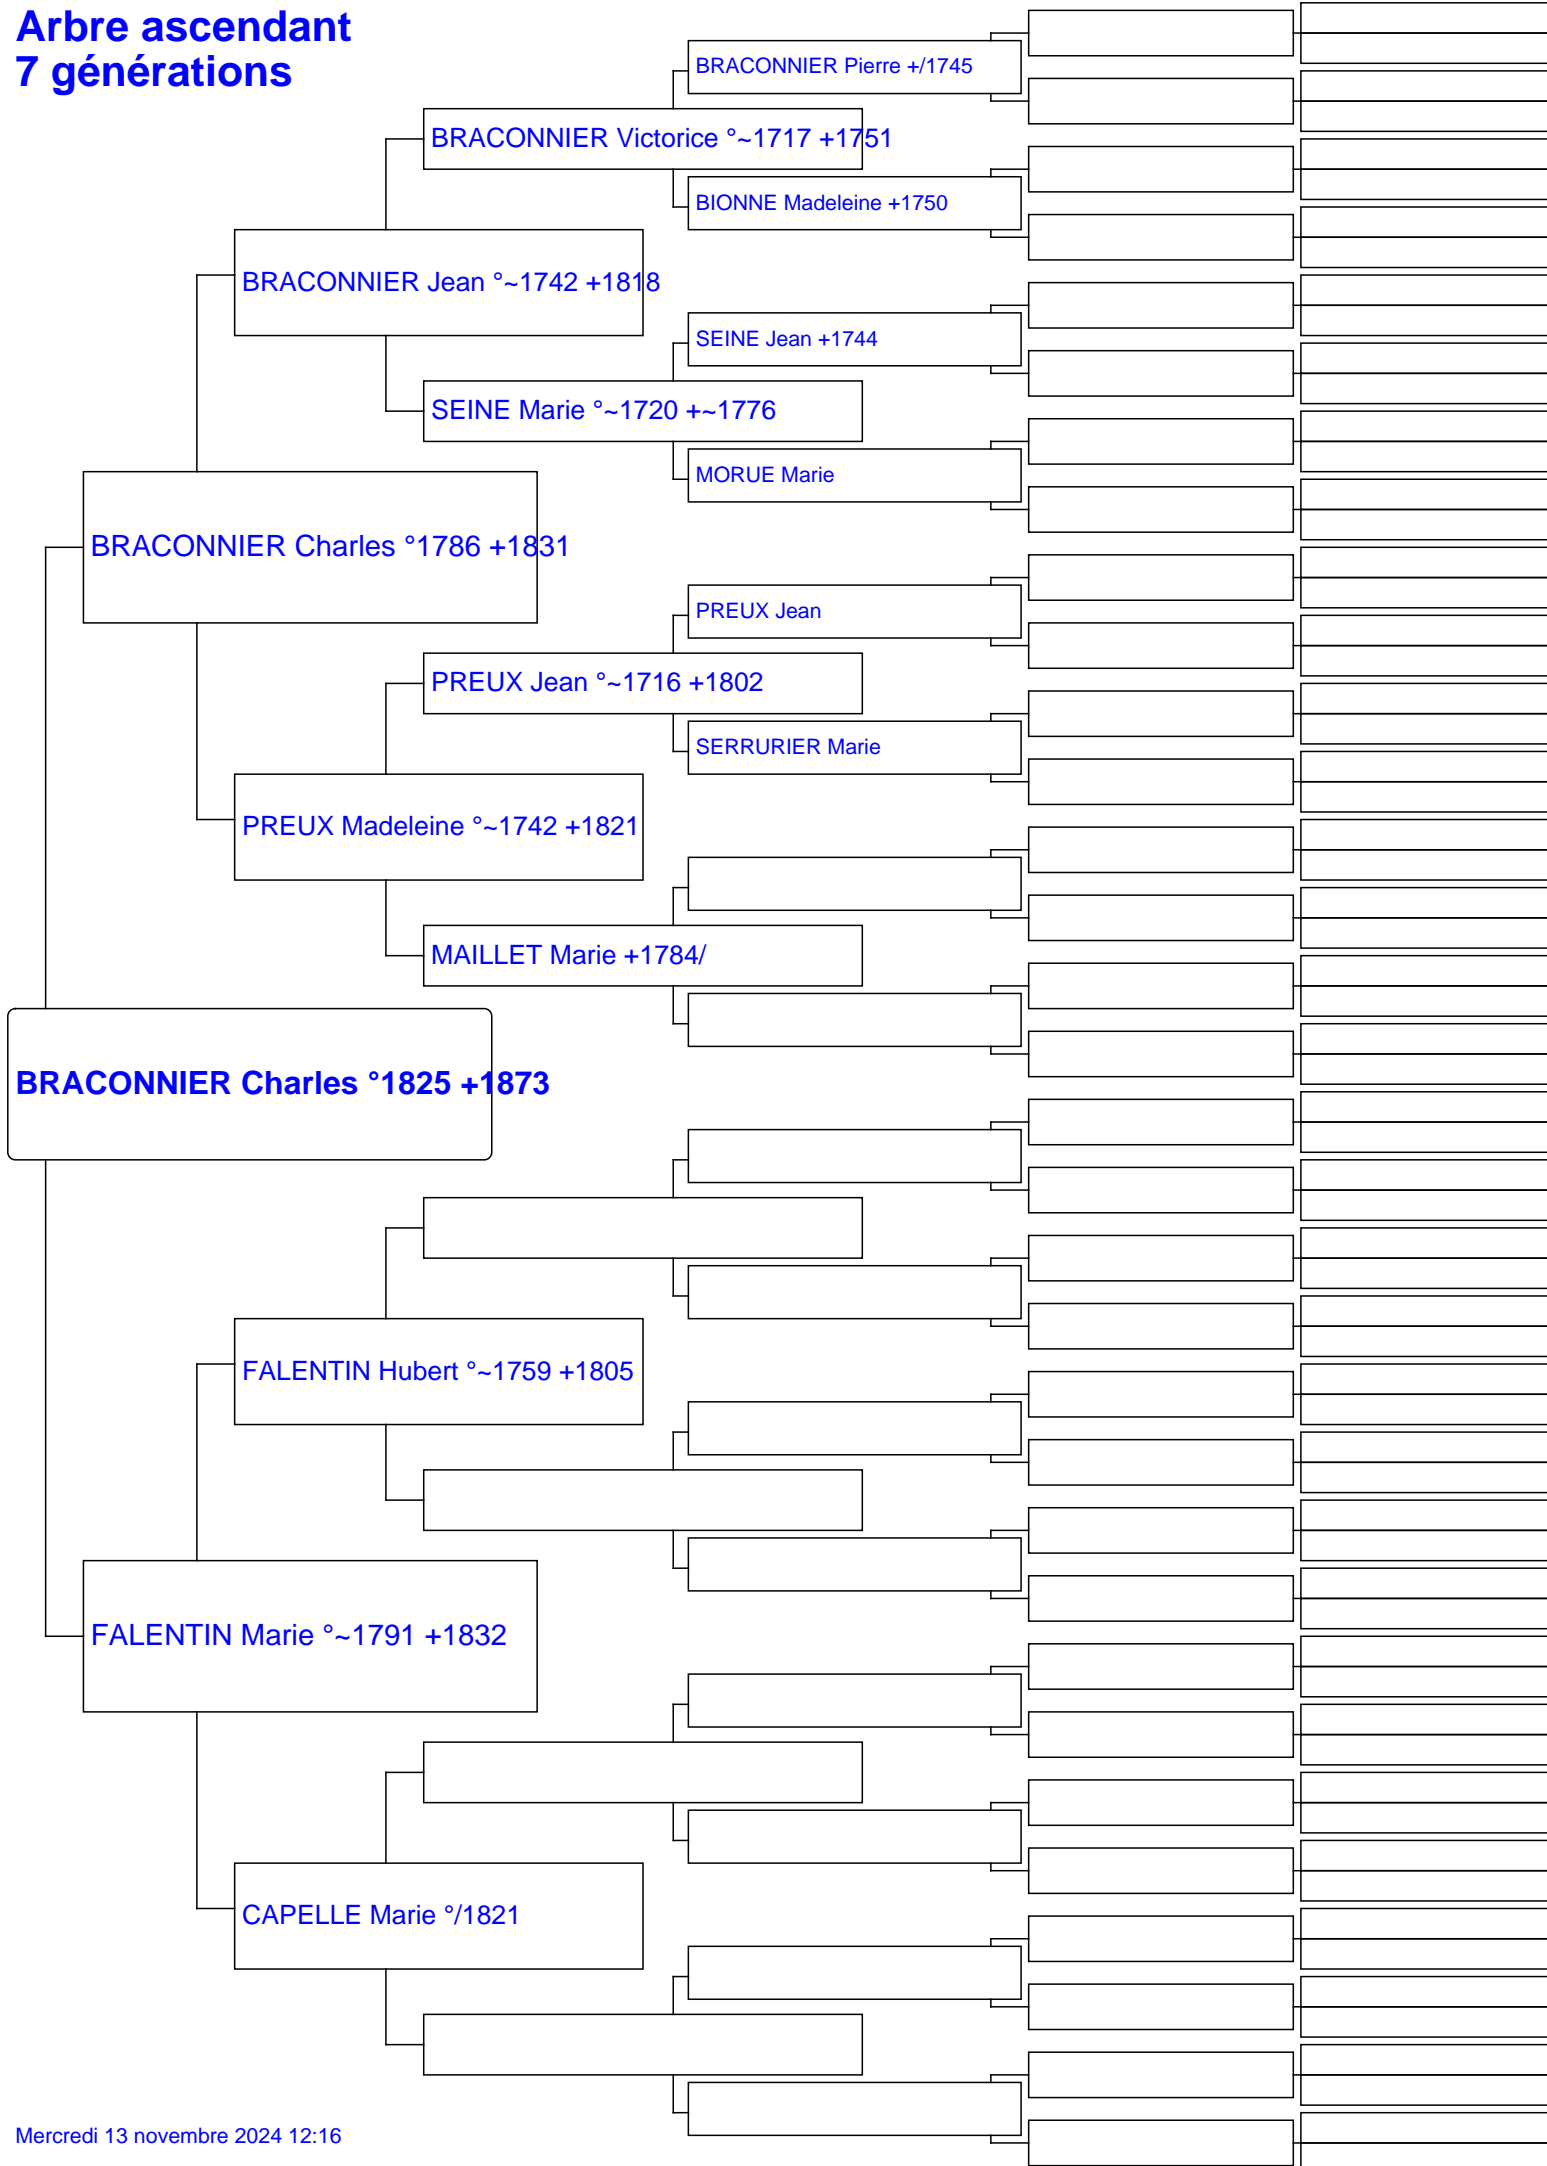 Arbre ascendant
7 générations
BRACONNIER Pierre +/1745
BRACONNIER Victorice °~1717 +1751
BIONNE Madeleine +1750
BRACONNIER Jean °~1742 +1818
SEINE Jean +1744
SEINE Marie °~1720 +~1776
MORUE Marie
BRACONNIER Charles °1786 +1831
PREUX Jean
PREUX Jean °~1716 +1802
SERRURIER Marie
PREUX Madeleine °~1742 +1821
MAILLET Marie +1784/
BRACONNIER Charles °1825 +1873
FALENTIN Hubert °~1759 +1805
FALENTIN Marie °~1791 +1832
CAPELLE Marie °/1821
Mercredi 13 novembre 2024 12:16